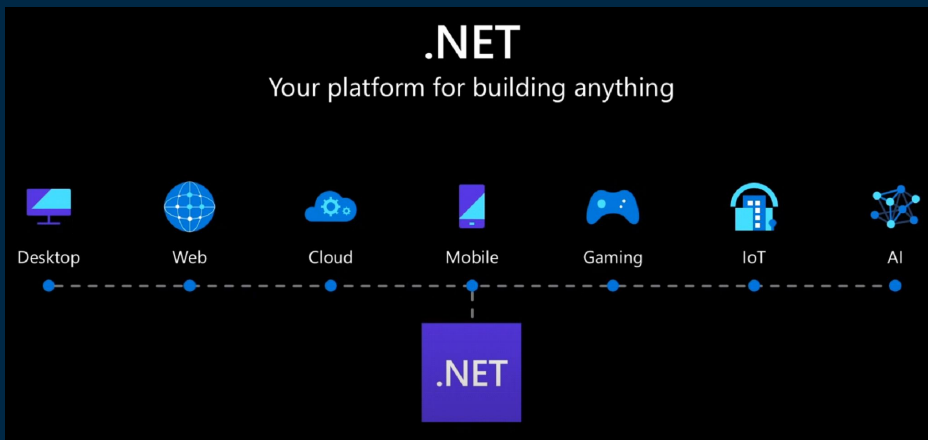 .NET
Your platform for building anything
Desktop
Web
Cloud
Mobile
Gaming
IoT
AI
.NET